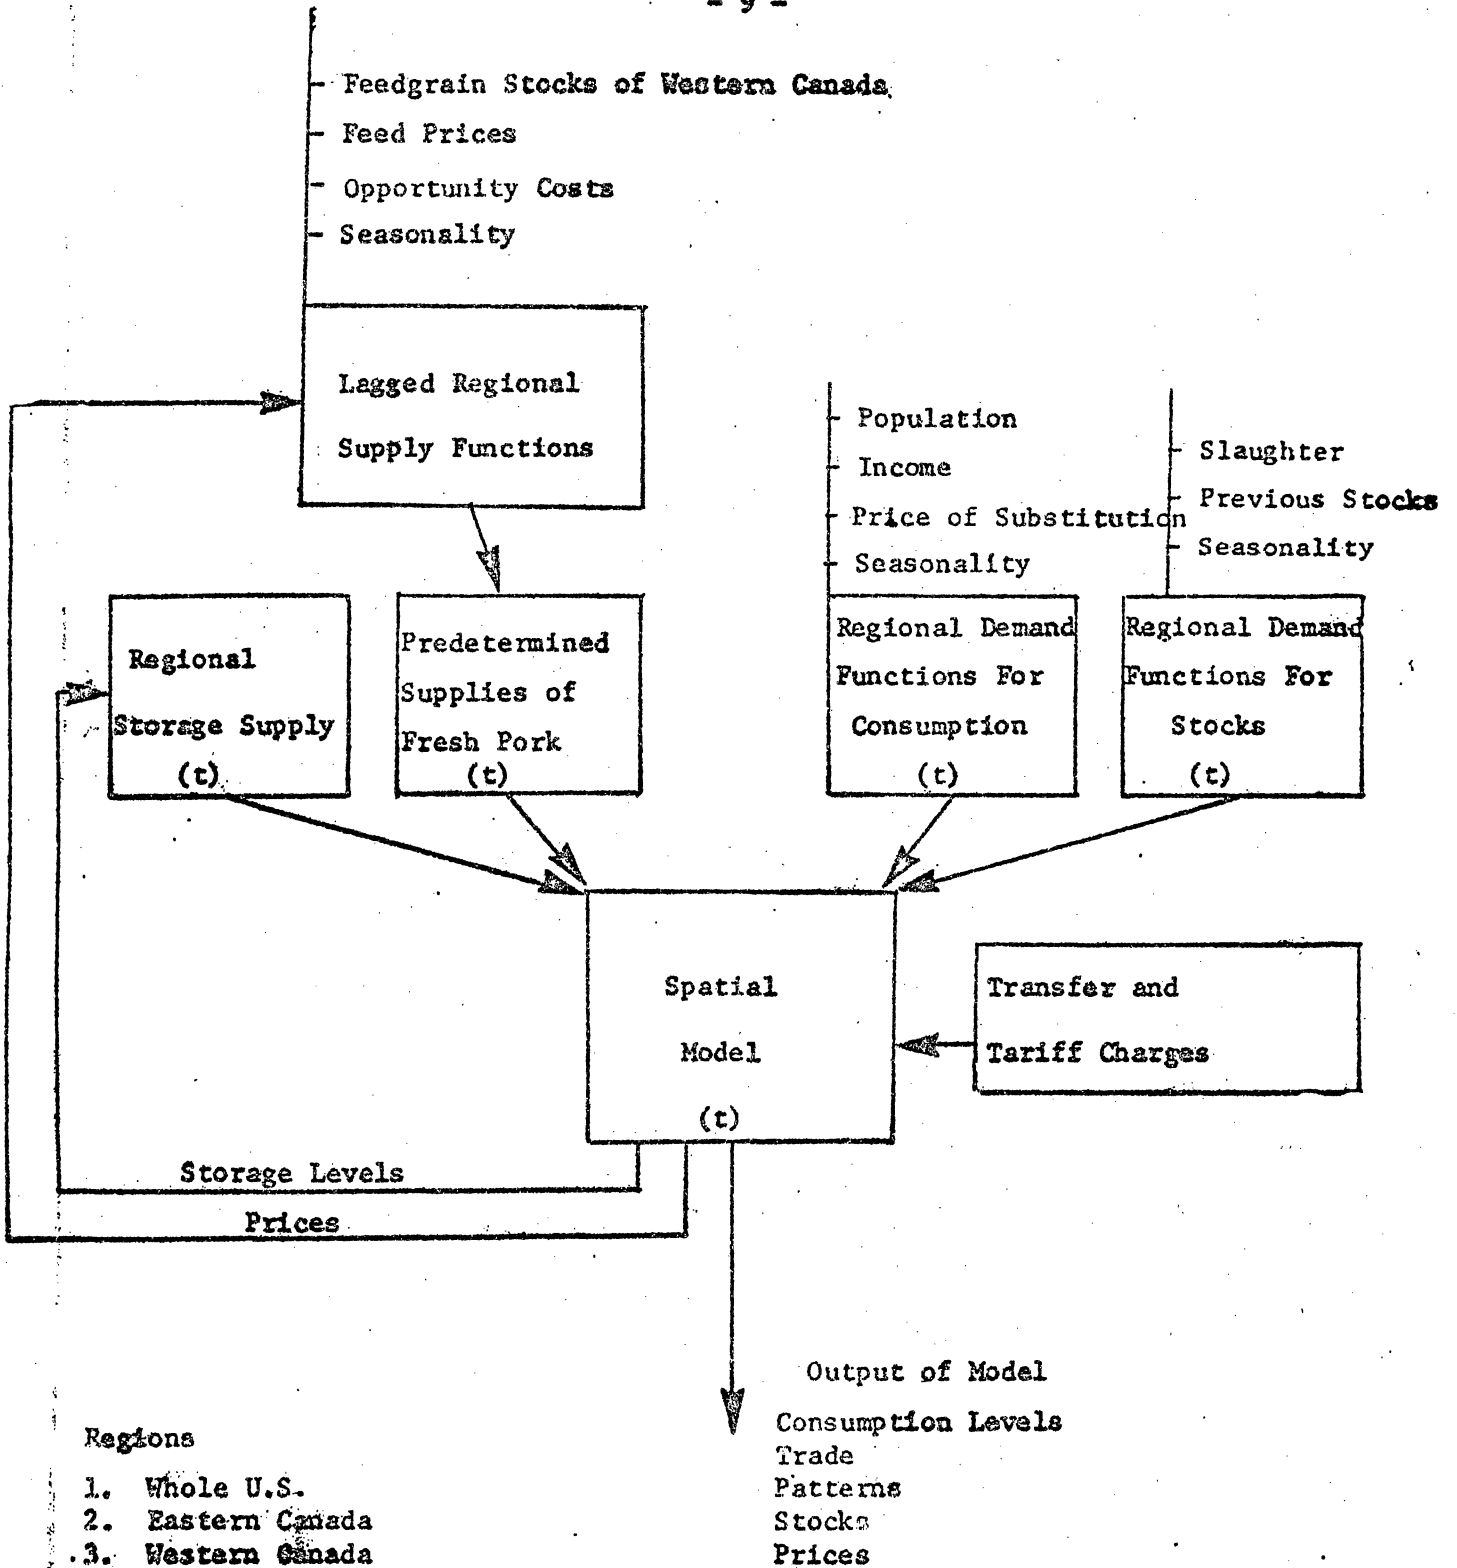 - 9 -
Feedgrain Stocks of Western Canada
Feed Prices
Opportunity Costs
Seasonality
Lagged Regional
Supply Functions
Population
Income
Price of Substitution
Seasonality
Slaughter
Previous Stocks
Seasonality
Regional
Storage Supply
(t)
Predetermined
Supplies of
Fresh Pork
(t)
Regional Demand
Functions For
Consumption
(t)
Regional Demand
Functions For
Stocks
(t)
Spatial
Model
(t)
Transfer and
Tariff Charges
Storage Levels
Prices
Output of Model
Consumption Levels
Trade
Patterns
Stocks
Prices
Regions
1. Whole U.S.
2. Eastern Canada
3. Western Canada